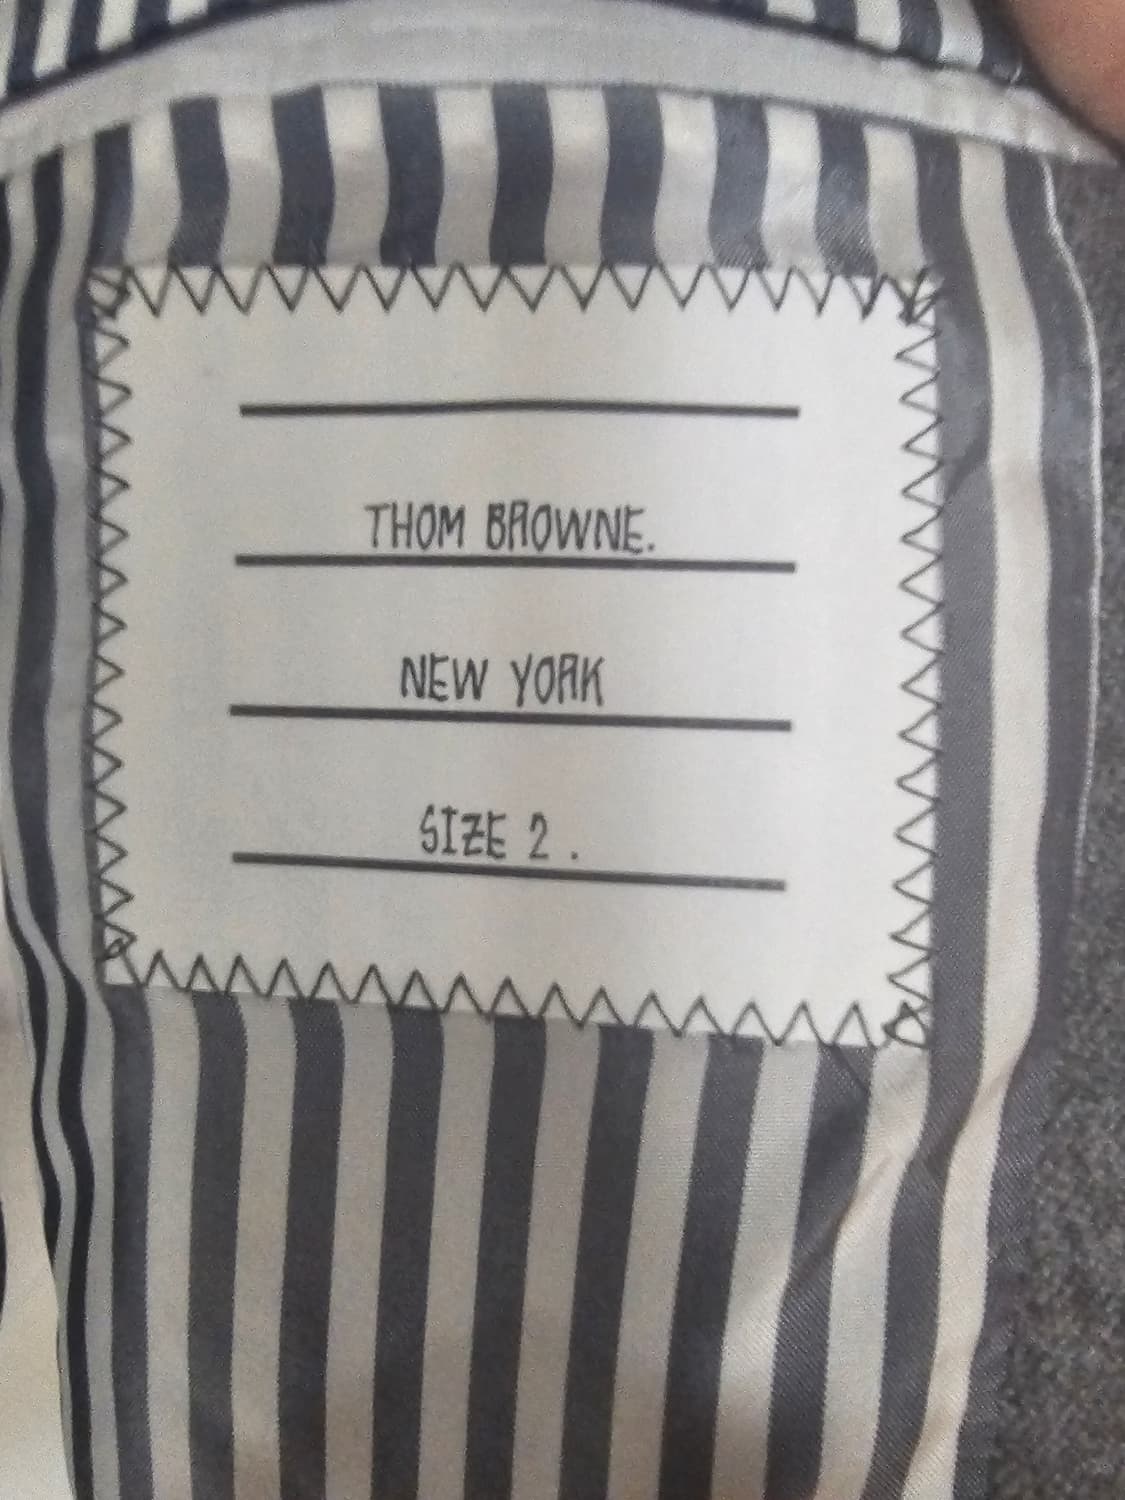 THOM BROWNE.
NEW YORK
SIZE 2 .